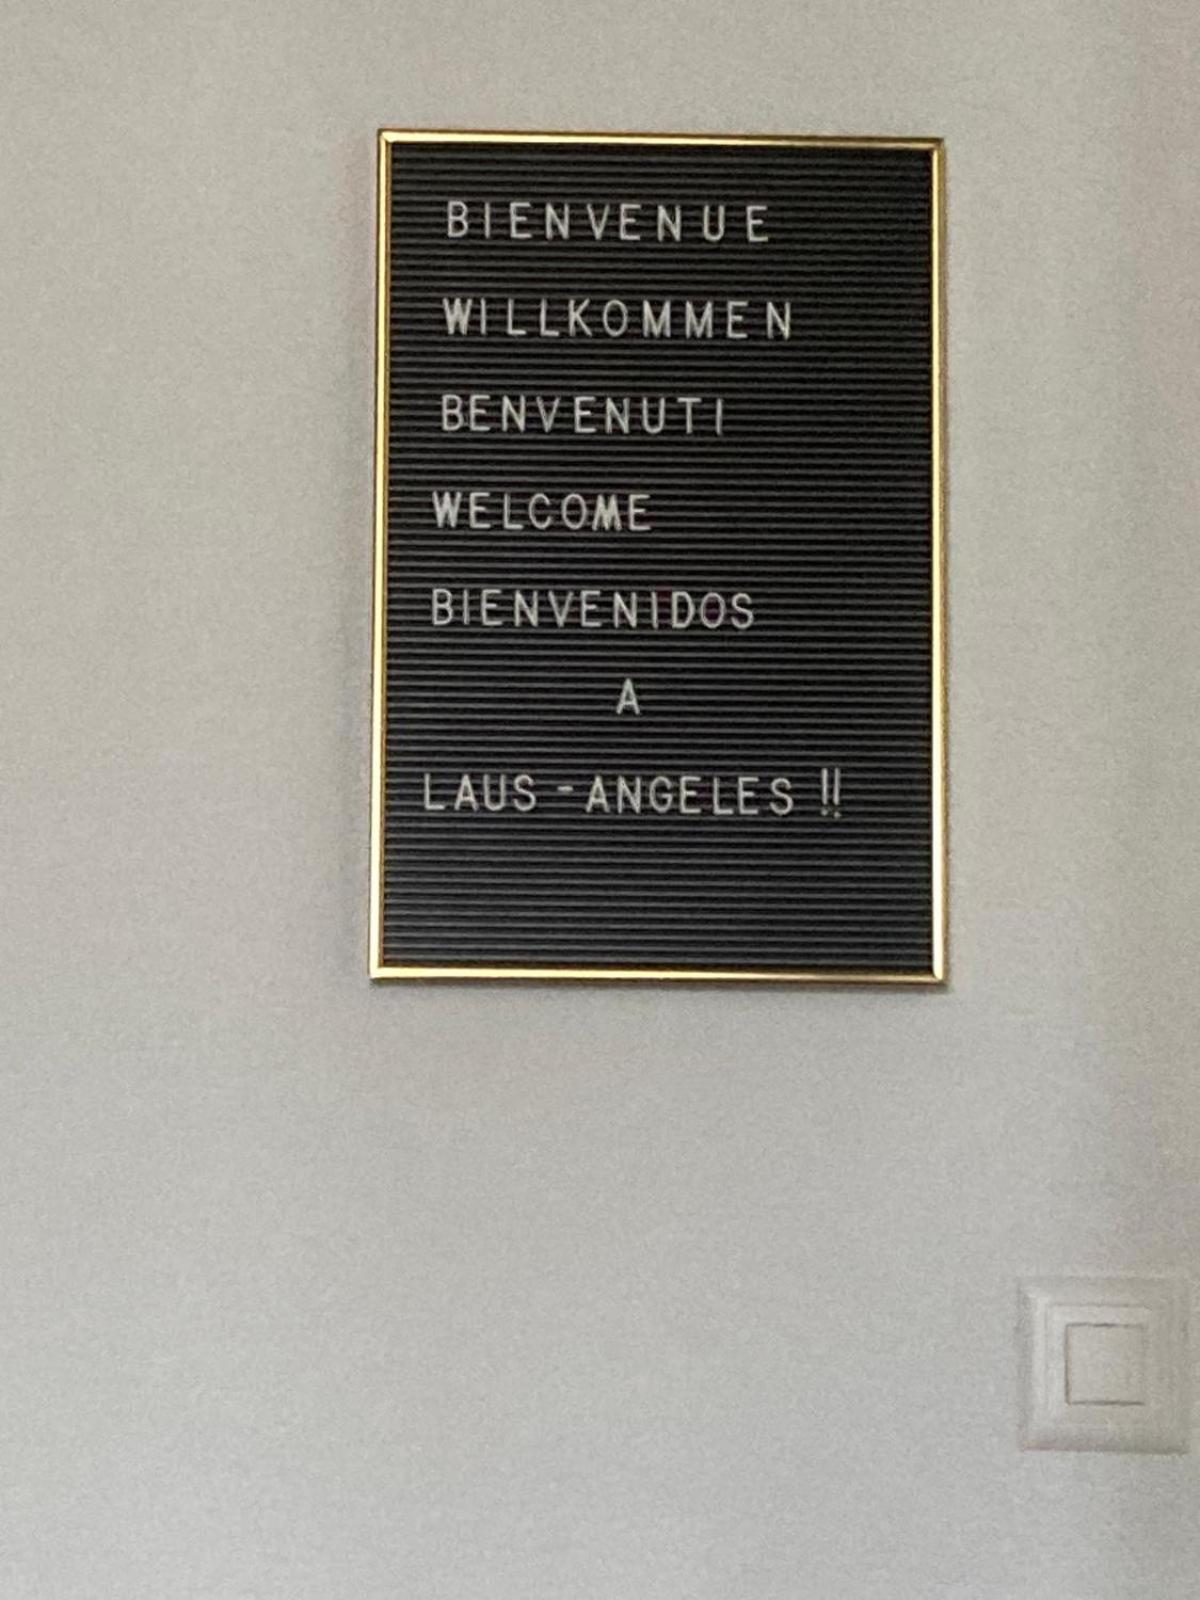 BIENVENUE
WILLKOMMEN
BENVENUTI
WELCOME
BIENVENIDOS
A
LAUS - ANGELES !!